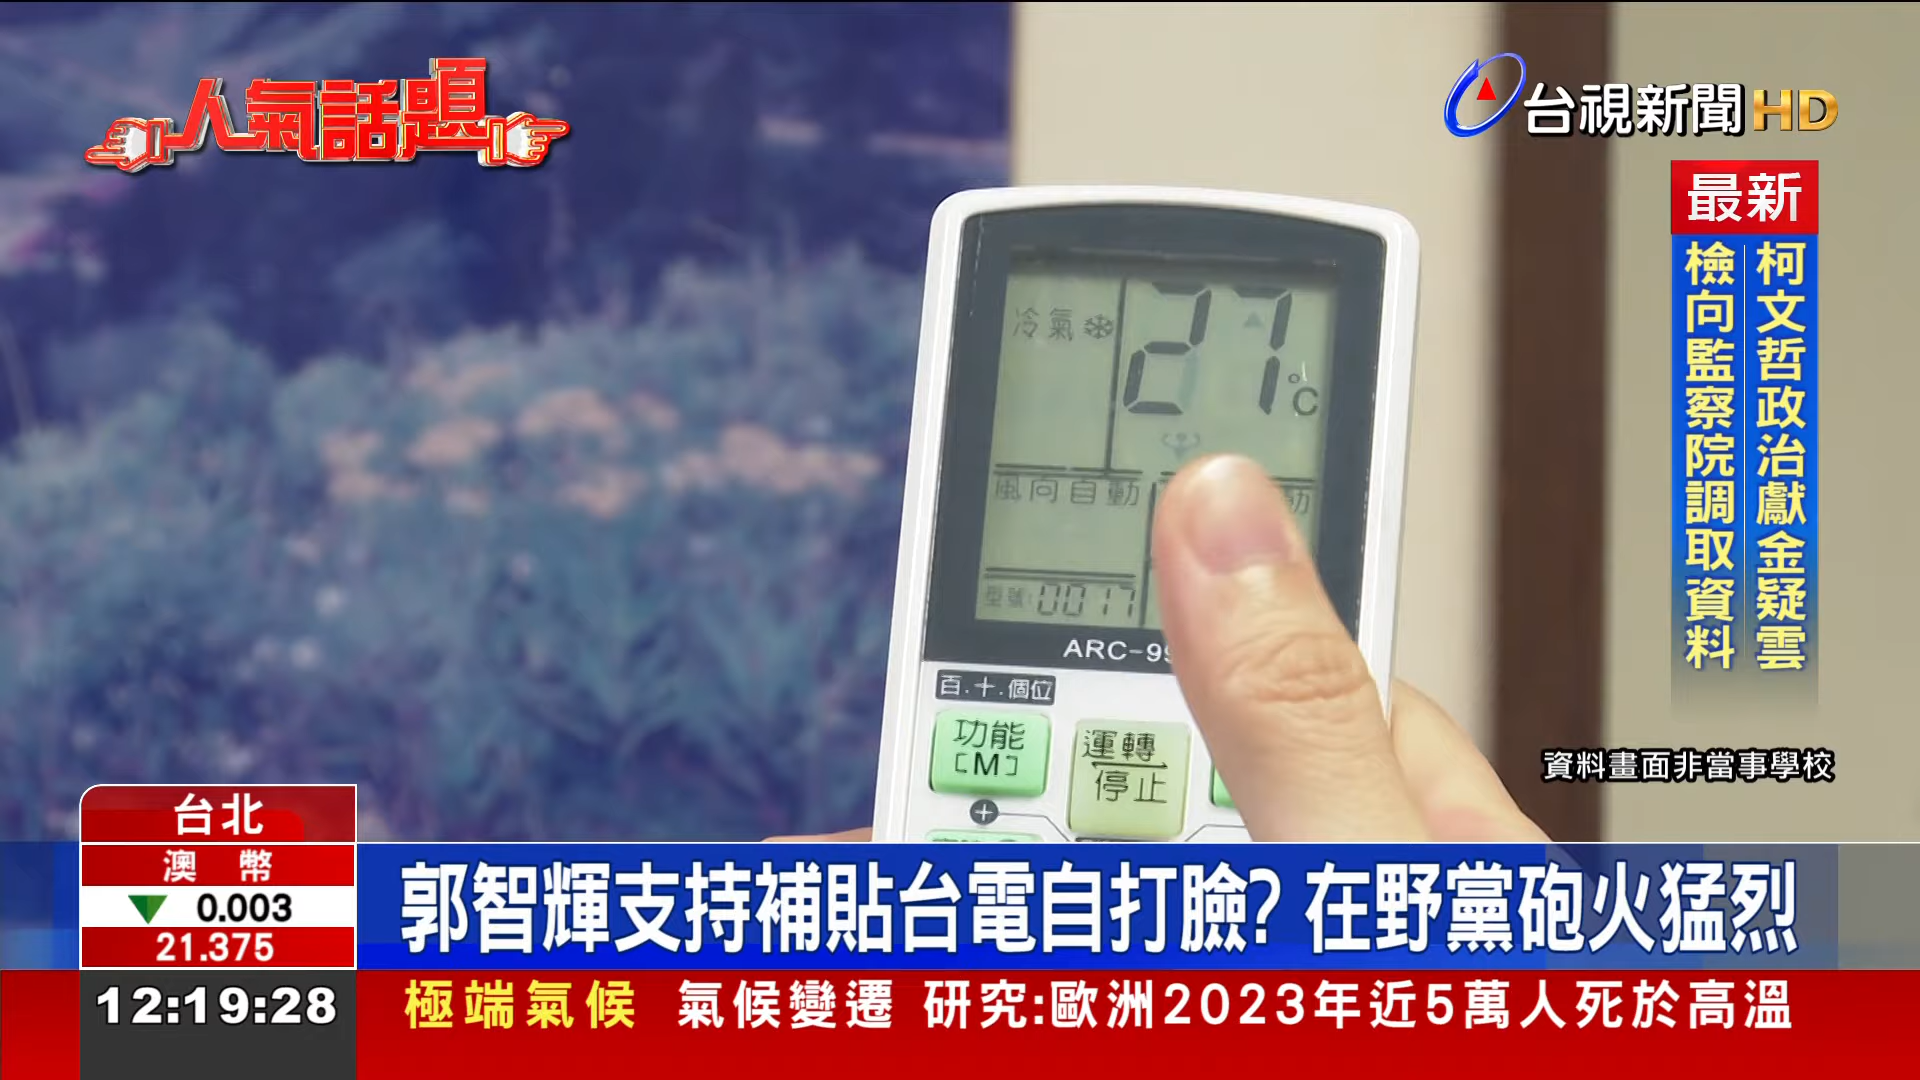 人氣話題
台視新聞HD
最新
柯文哲政治獻金疑雲
檢向監察院調取資料
冷氣
27°C
風向自動
動
型號:0017
ARC-99
百.十.個位
功能
[M]
運轉
停止
資料畫面非當事學校
台北
澳幣
0.003
21.375
郭智輝支持補貼台電自打臉? 在野黨砲火猛烈
12:19:28
極端氣候 氣候變遷 研究:歐洲2023年近5萬人死於高溫